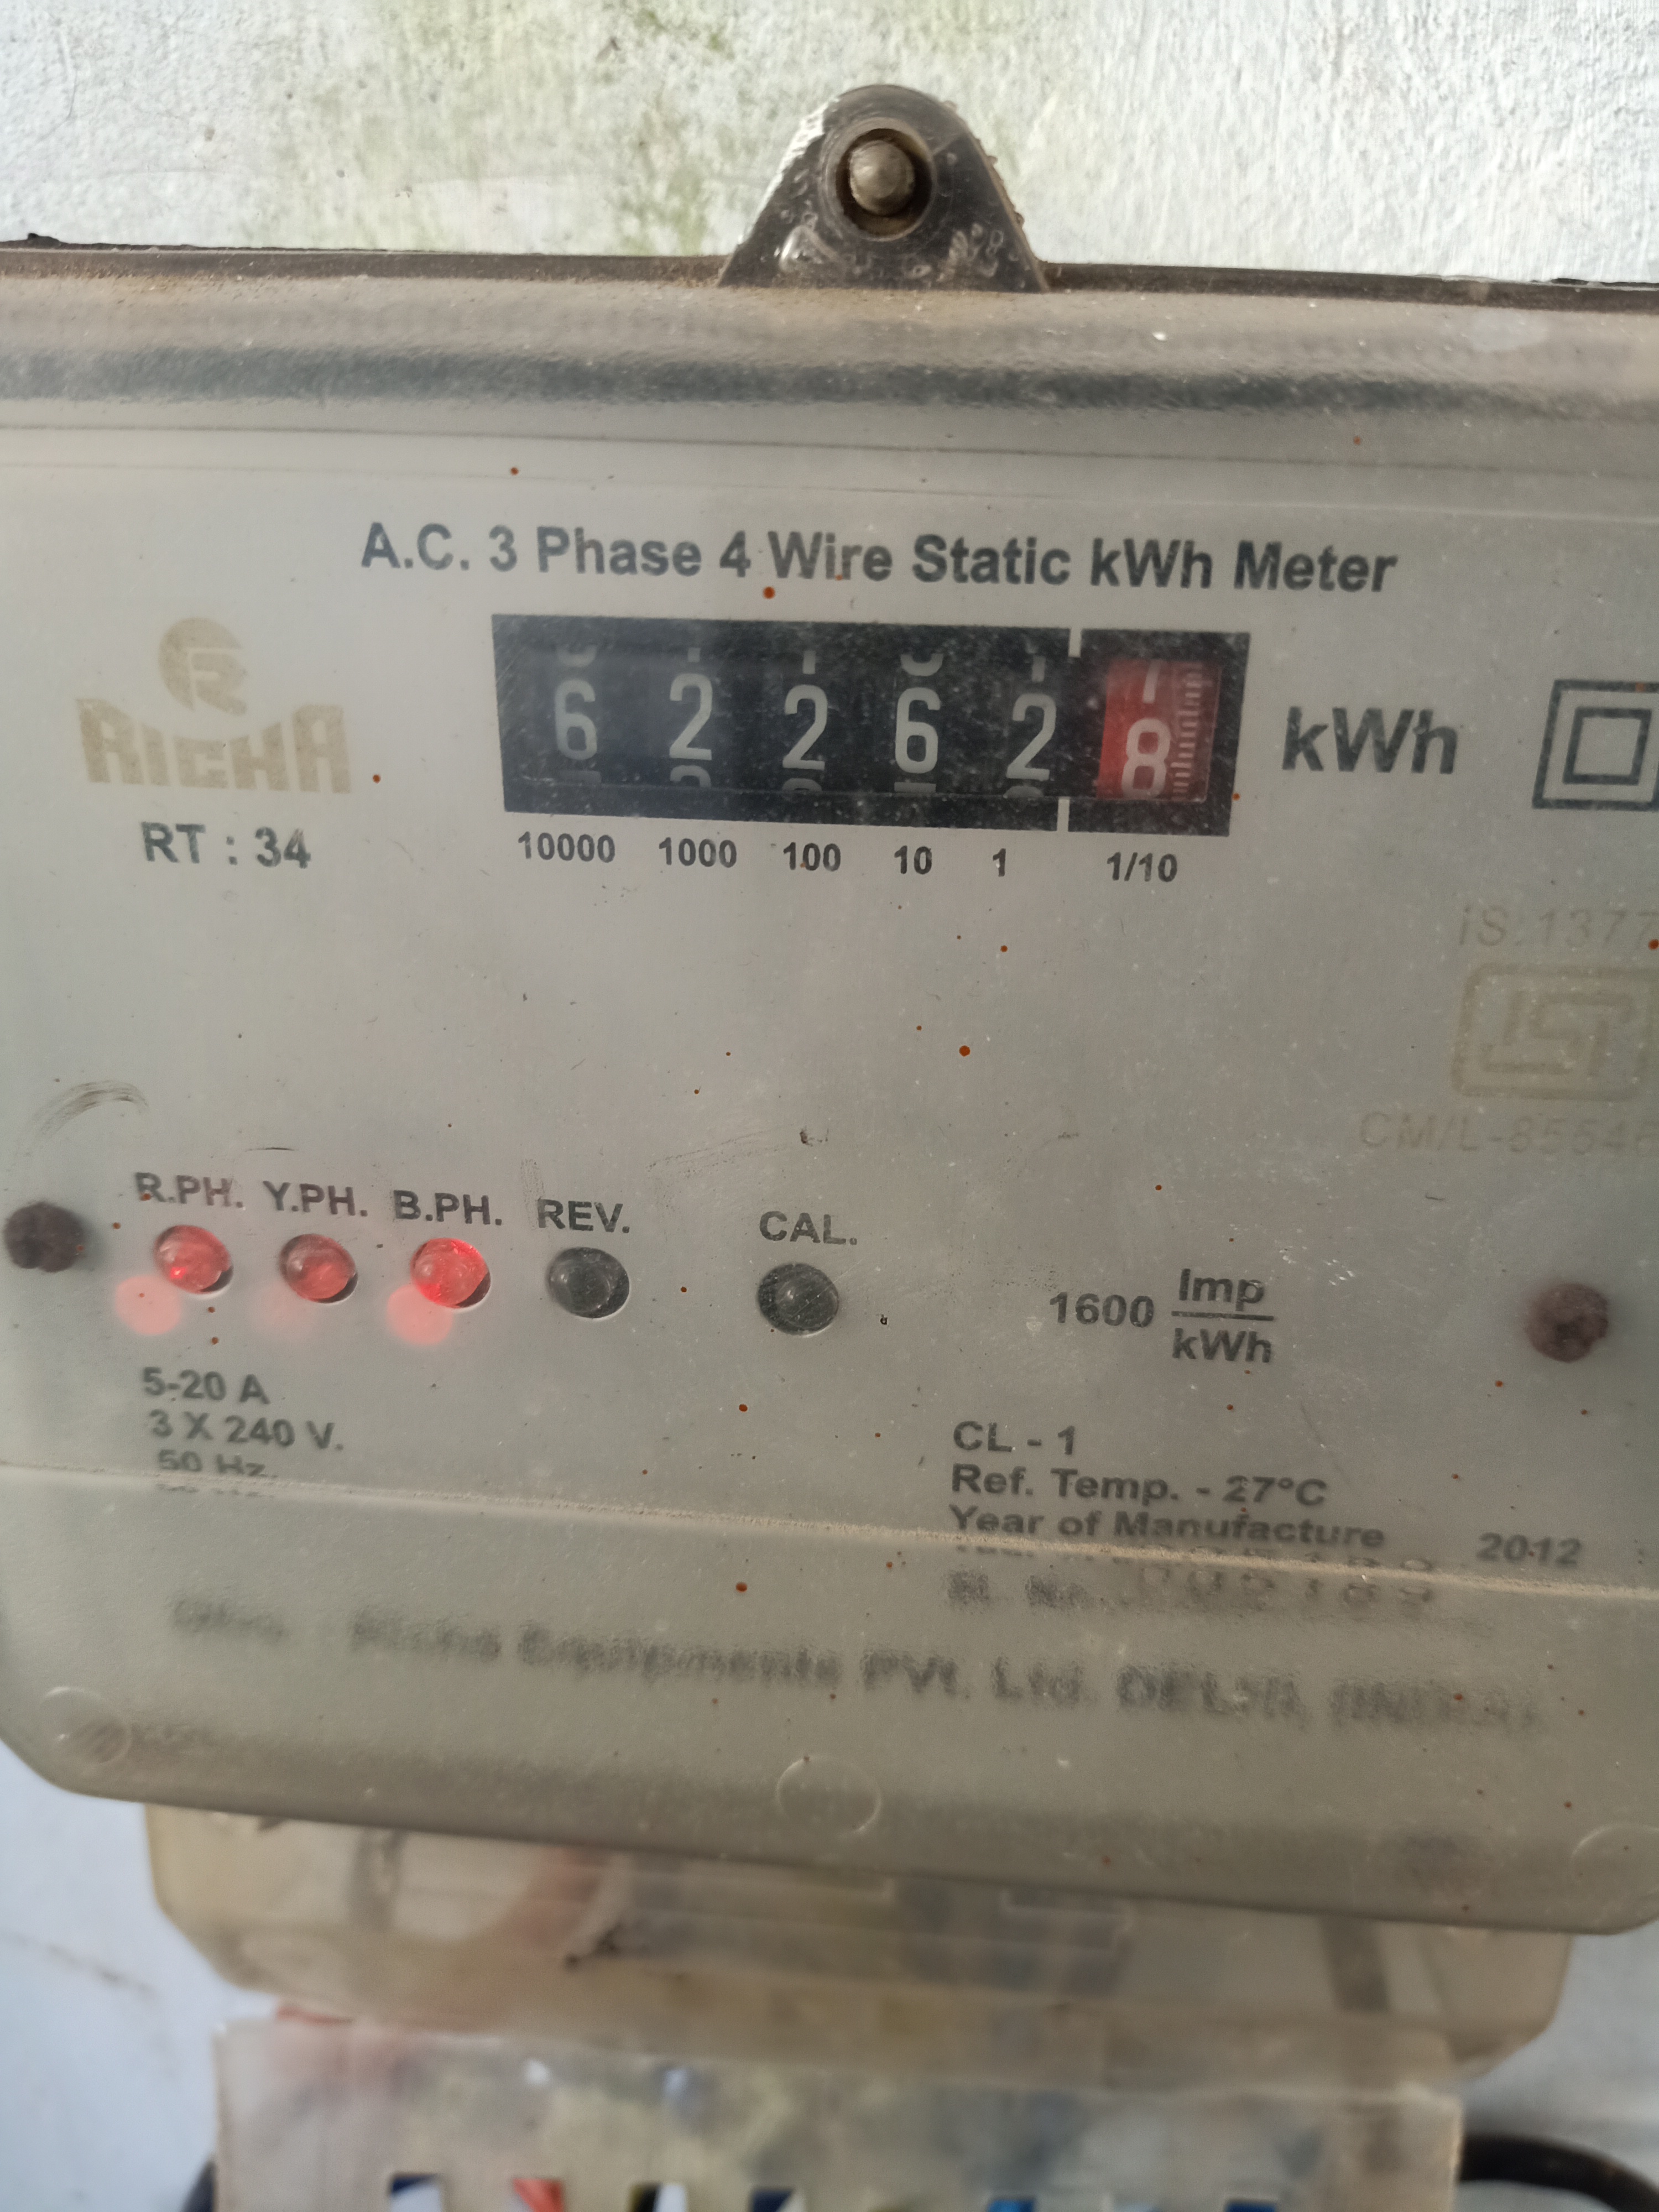 A.C. 3 Phase 4 Wire Static kWh Meter
RICHA
RT : 34
6 2 2 6 2 8 kWh
10000 1000 100 10 1 1/10
IS:1377
CM/L-8554
R.PH. Y.PH. B.PH. REV. CAL.
1600 Imp
kWh
5-20 A
3 X 240 V.
50 Hz.
CL - 1
Ref. Temp. - 27°C
Year of Manufacture 2012
Equipments PVt. Ltd. DELHI, (INDIA)